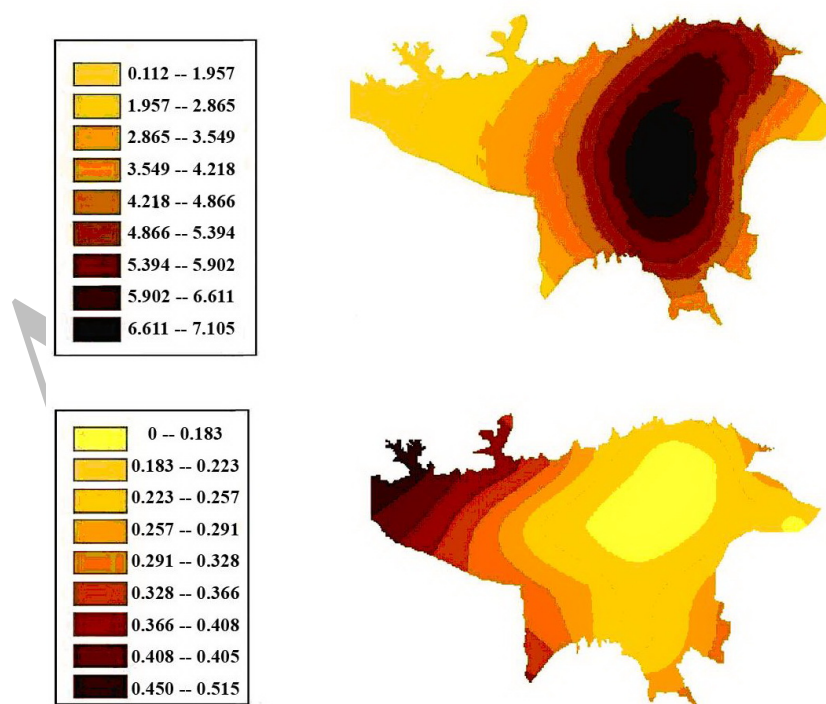 0.112 -- 1.957
1.957 -- 2.865
2.865 -- 3.549
3.549 -- 4.218
4.218 -- 4.866
4.866 -- 5.394
5.394 -- 5.902
5.902 -- 6.611
6.611 -- 7.105
0 -- 0.183
0.183 -- 0.223
0.223 -- 0.257
0.257 -- 0.291
0.291 -- 0.328
0.328 -- 0.366
0.366 -- 0.408
0.408 -- 0.405
0.450 -- 0.515